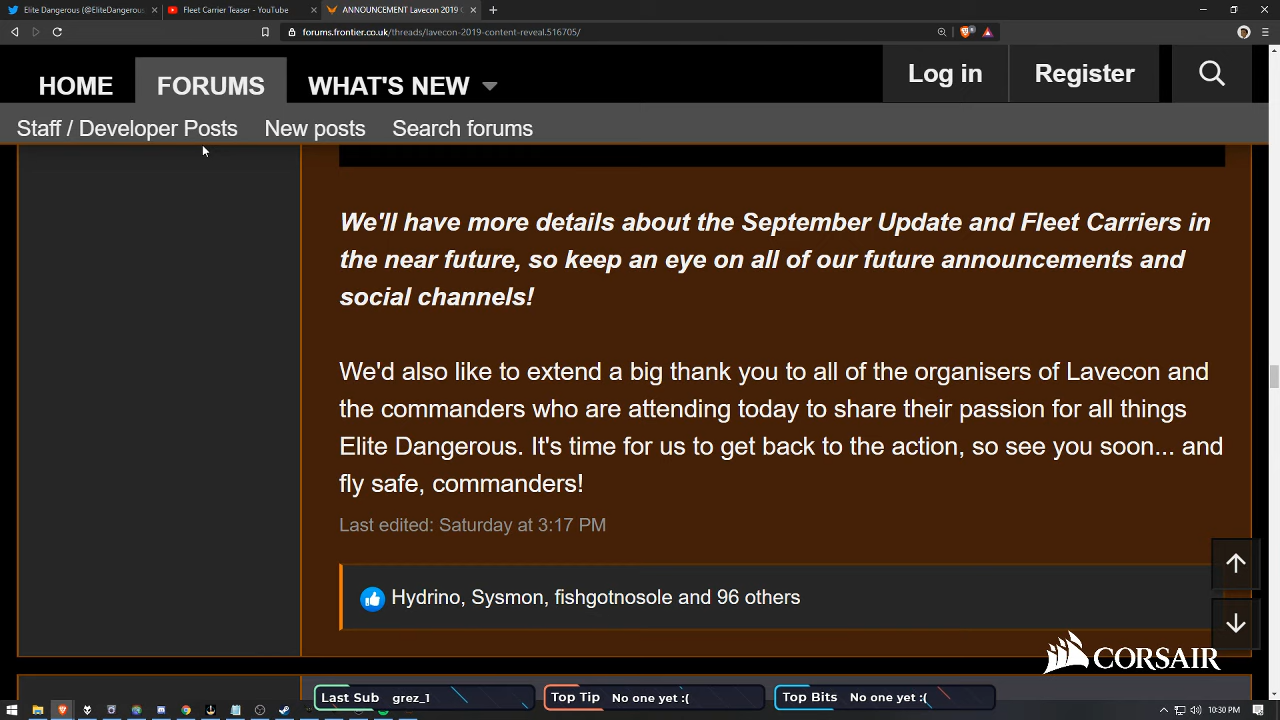 Elite Dangerous (@EliteDangerous
Fleet Carrier Teaser - YouTube
ANNOUNCEMENT Lavecon 2019 C
forums.frontier.co.uk/threads/lavecon-2019-content-reveal.516705/
HOME
FORUMS
WHAT'S NEW
Log in
Register
Staff / Developer Posts
New posts
Search forums
We'll have more details about the September Update and Fleet Carriers in
the near future, so keep an eye on all of our future announcements and
social channels!
We'd also like to extend a big thank you to all of the organisers of Lavecon and
the commanders who are attending today to share their passion for all things
Elite Dangerous. It's time for us to get back to the action, so see you soon... and
fly safe, commanders!
Last edited: Saturday at 3:17 PM
Hydrino, Sysmon, fishgotnosole and 96 others
CORSAIR
Last Sub grez_1
Top Tip No one yet :(
Top Bits No one yet :(
10:30 PM